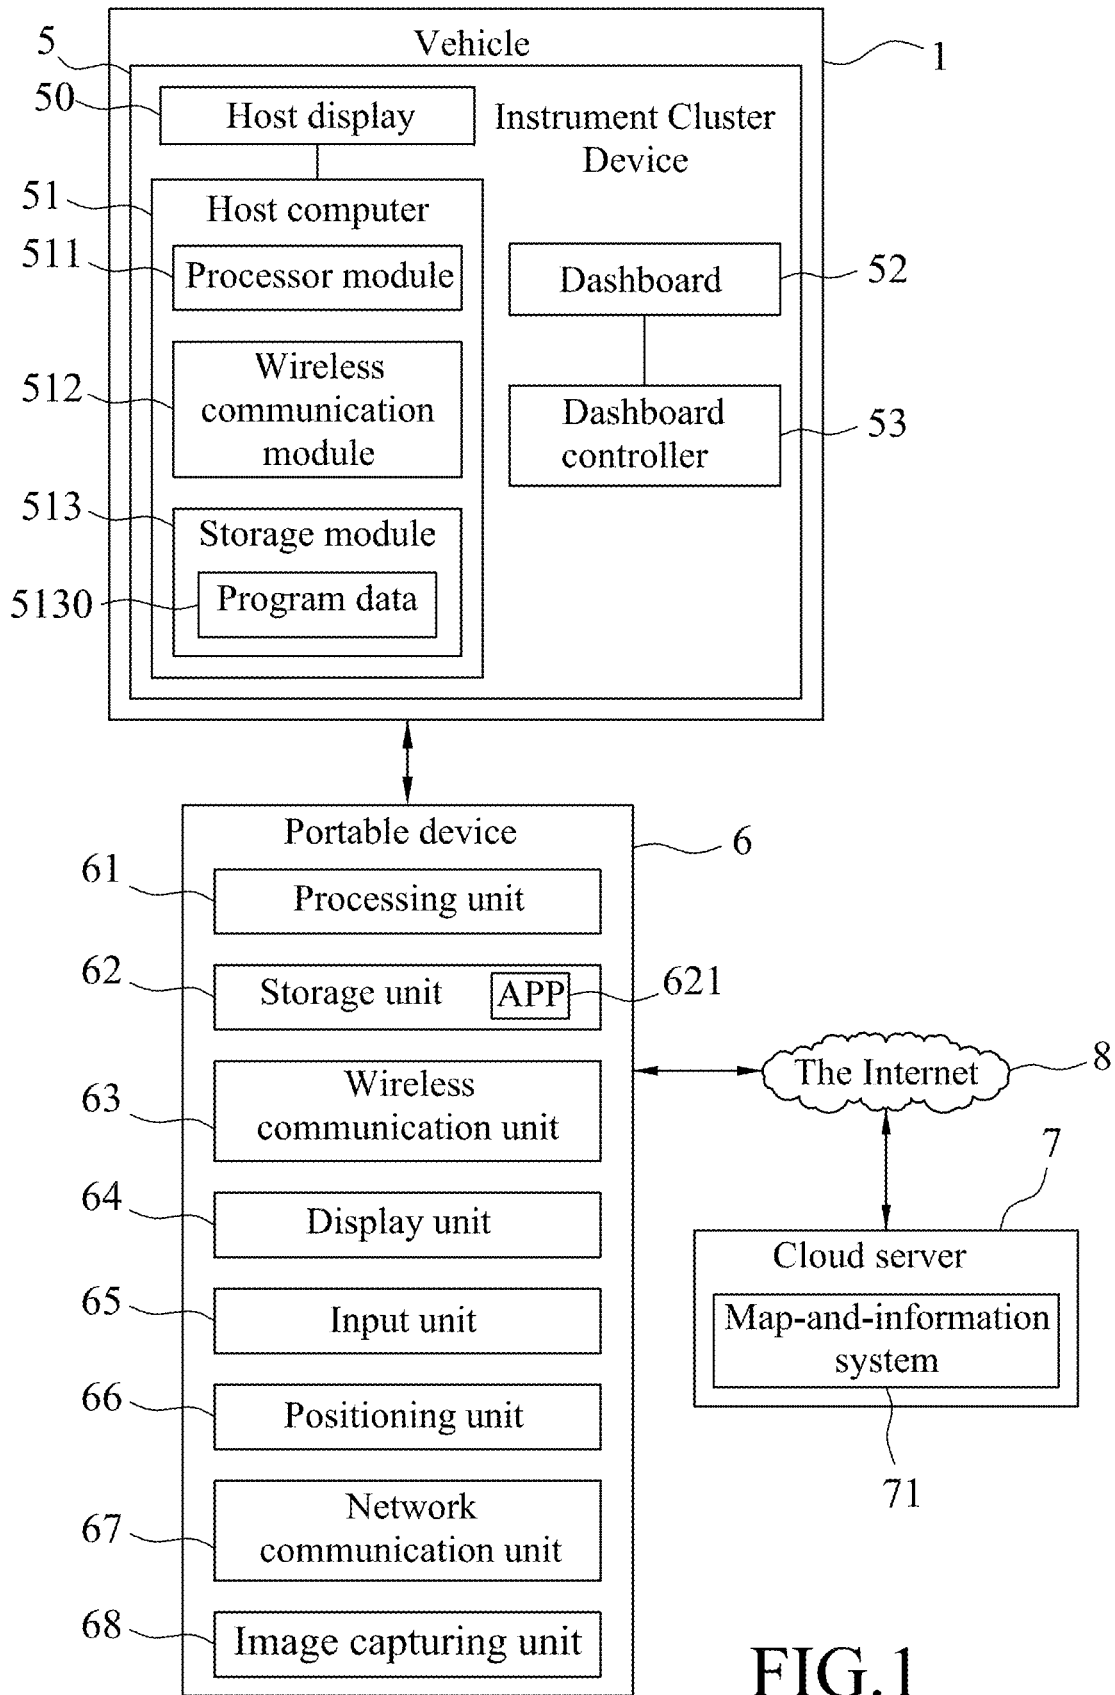 Vehicle
1
5
50
Host display
Instrument Cluster
Device
51
Host computer
511
Processor module
Dashboard
52
512
Wireless
communication
module
Dashboard
controller
53
513
Storage module
5130
Program data
Portable device
6
61
Processing unit
62
Storage unit
APP
621
63
Wireless
communication unit
The Internet
8
64
Display unit
7
Cloud server
65
Input unit
Map-and-information
system
66
Positioning unit
71
67
Network
communication unit
68
Image capturing unit
FIG.1